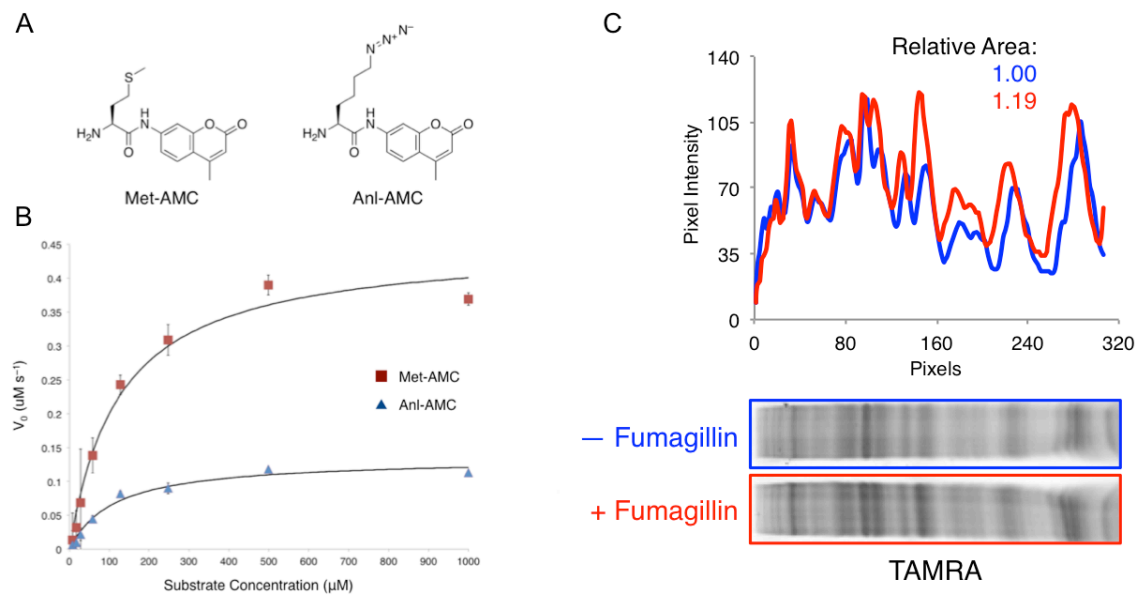 A
N N⁺ N⁻
S
H
N
H₂N
O
O
O
Met-AMC
H
N
H₂N
O
O
O
Anl-AMC
B
0.45
0.4
0.35
0.3
0.25
0.2
0.15
0.1
0.05
0
V₀ (uM s⁻¹)
Met-AMC
Anl-AMC
0 100 200 300 400 500 600 700 800 900 1000
Substrate Concentration (µM)
C
Relative Area:
1.00
1.19
140
105
70
35
0
Pixel Intensity
0 80 160 240 320
Pixels
— Fumagillin
+ Fumagillin
TAMRA